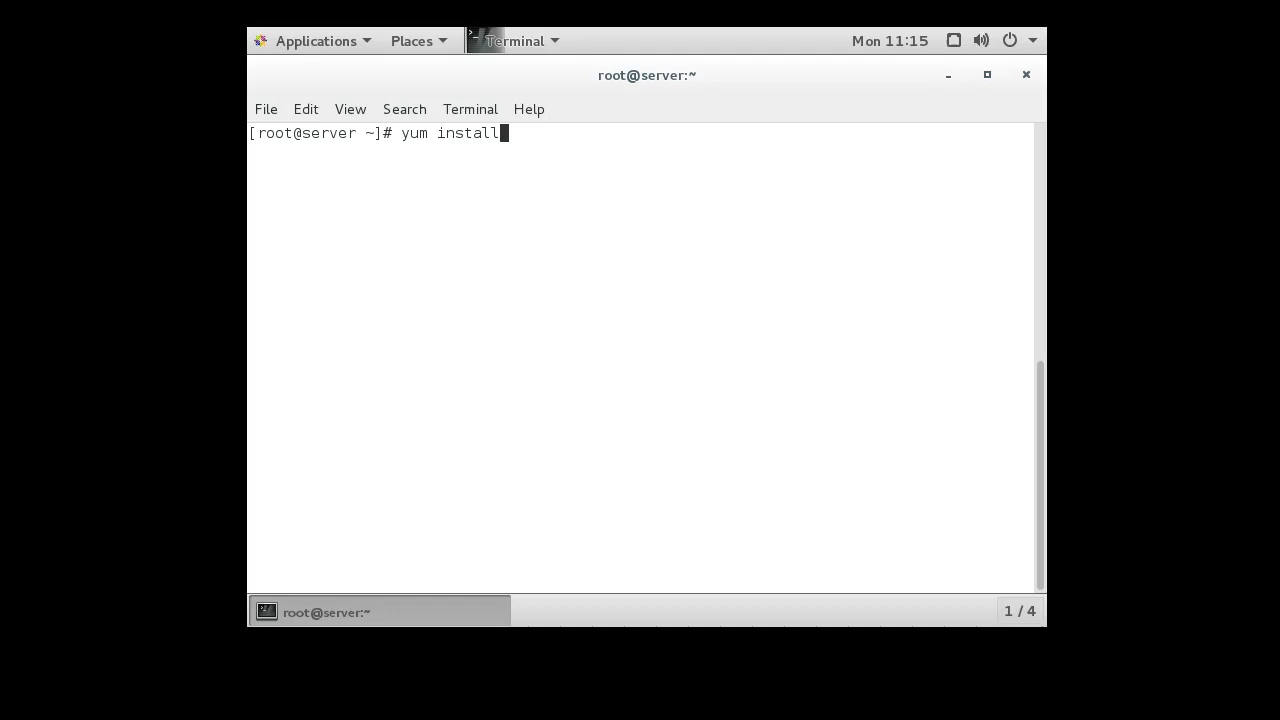 Applications Places Terminal Mon 11:15
root@server:~
File Edit View Search Terminal Help
[root@server ~]# yum install
root@server:~ 1 / 4